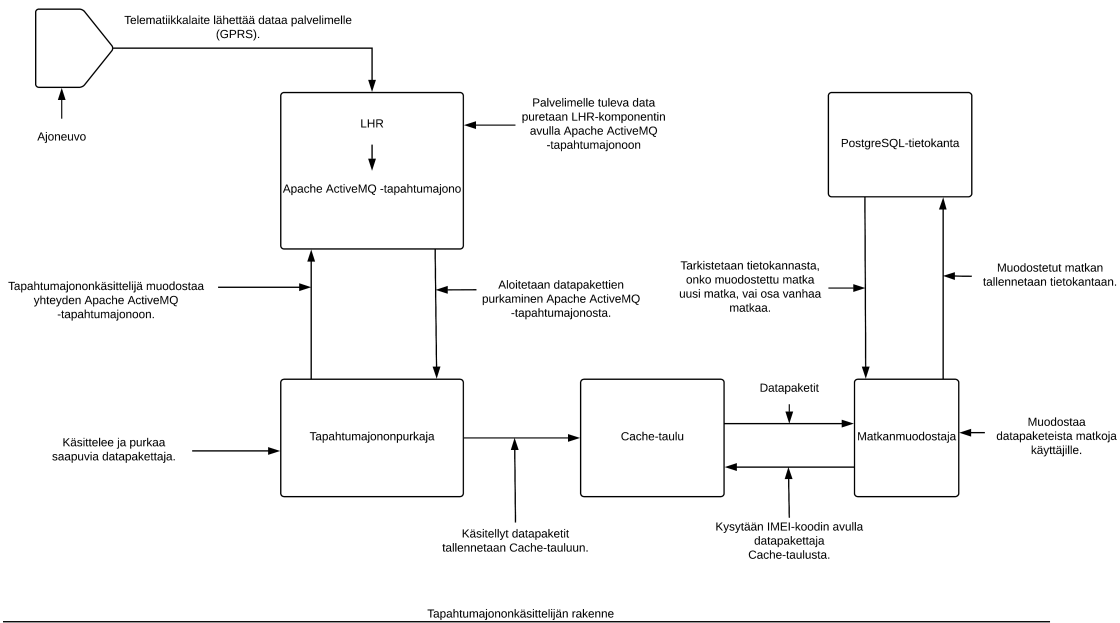 Telematiikkalaite lähettää dataa palvelimelle
(GPRS).
Ajoneuvo
LHR
Apache ActiveMQ -tapahtumajono
Palvelimelle tuleva data
puretaan LHR-komponentin
avulla Apache ActiveMQ
-tapahtumajonoon
PostgreSQL-tietokanta
Tapahtumajononkäsittelijä muodostaa
yhteyden Apache ActiveMQ
-tapahtumajonoon.
Aloitetaan datapakettien
purkaminen Apache ActiveMQ
-tapahtumajonosta.
Tarkistetaan tietokannasta,
onko muodostettu matka
uusi matka, vai osa vanhaa
matkaa.
Muodostetut matkan
tallennetaan tietokantaan.
Käsittelee ja purkaa
saapuvia datapakettaja.
Tapahtumajononpurkaja
Käsitellyt datapaketit
tallennetaan Cache-tauluun.
Cache-taulu
Datapaketit
Kysytään IMEI-koodin avulla
datapakettaja
Cache-taulusta.
Matkanmuodostaja
Muodostaa
datapaketeista matkoja
käyttäjille.
Tapahtumajononkäsittelijän rakenne